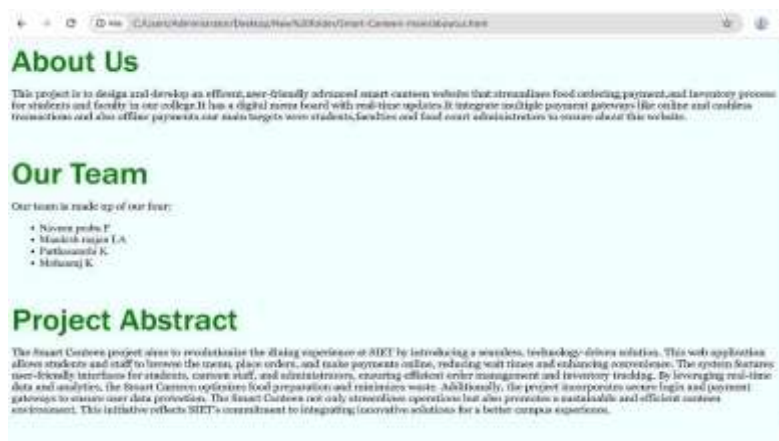 C:/Users/Administrator/Desktop/New%20folder/Smart-Canteen-main/aboutus.html
About Us
This project is to design and develop an efficent,user-friendly advanced smart canteen website that streamlines food ordering,payment,and inventory process
for students and faculty in our college.It has a digital menu board with real-time updates.It integrate multiple payment gateways like online and cashless
transactions and also offline payments.our main targets were students,faculties and food court administrators to ensure about this website.
Our Team
Our team is made up of our four:
Naveen prabu P
I.A
Parthasarathi K
Mohanraj K
Project Abstract
The Smart Canteen project aims to revolutionize the dining experience at SIET by introducing a seamless, technology-driven solution. This web application
allows students and staff to browse the menu, place orders, and make payments online, reducing wait times and enhancing convenience. The system features
user-friendly interfaces for students, canteen staff, and administrators, ensuring efficient order management and inventory tracking. By leveraging real-time
data and analytics, the Smart Canteen optimizes food preparation and minimizes waste. Additionally, the project incorporates secure login and payment
gateways to ensure user data protection. The Smart Canteen not only streamlines operations but also promotes a sustainable and efficient canteen
environment. This initiative reflects SIET's commitment to integrating innovative solutions for a better campus experience.